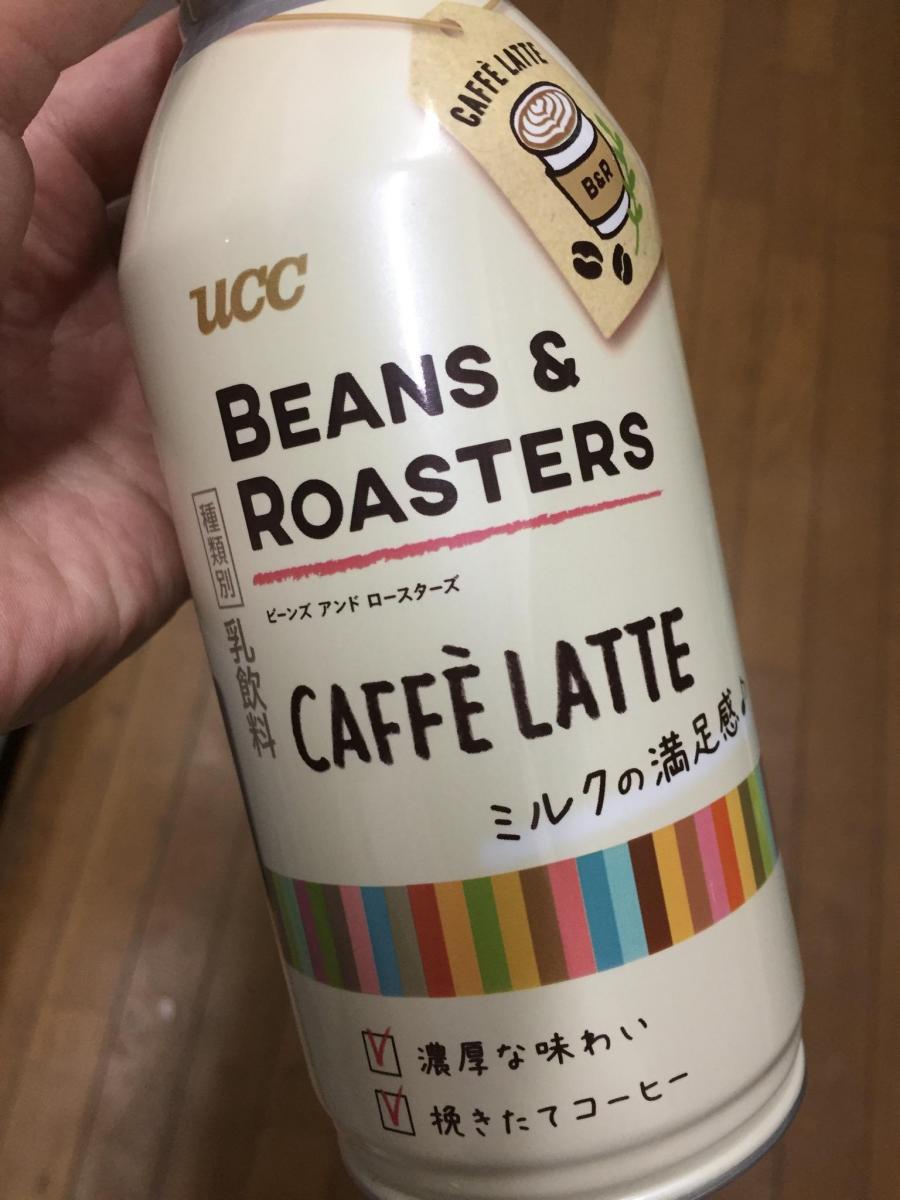 CAFFÈ LATTE
B&R
ucc
BEANS &
ROASTERS
ビーンズ アンド ロースターズ
種類別 乳飲料
CAFFÈ LATTE
ミルクの満足感♪
濃厚な味わい
挽きたてコーヒー